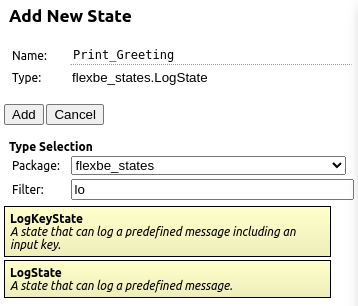 Add New State
Name: Print_Greeting
Type: flexbe_states.LogState
Add Cancel
Type Selection
Package: flexbe_states
Filter: lo
LogKeyState
A state that can log a predefined message including an
input key.
LogState
A state that can log a predefined message.